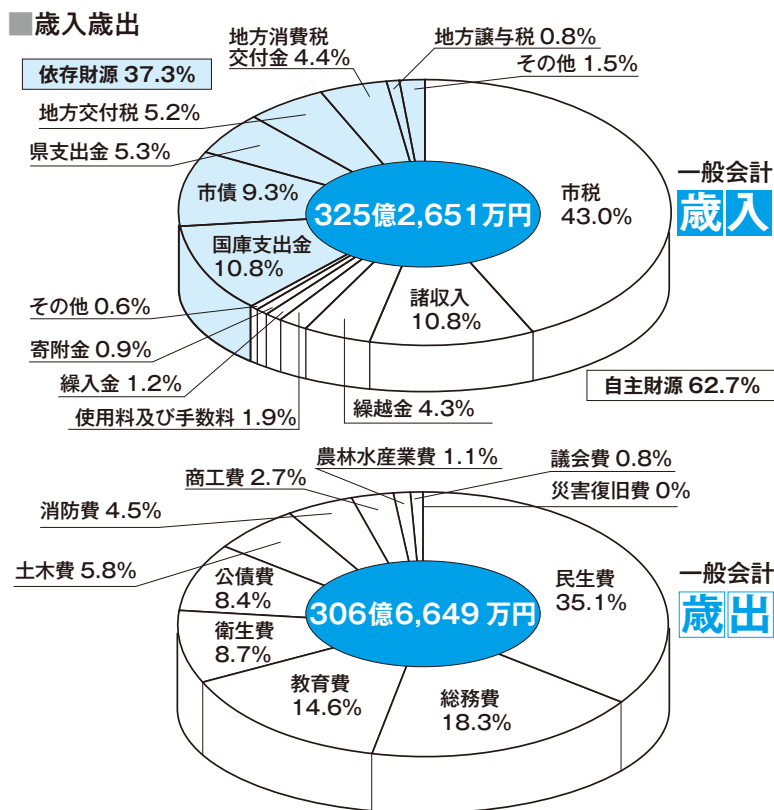 ■歳入歳出
地方消費税
交付金 4.4%
地方譲与税 0.8%
その他 1.5%
依存財源 37.3%
地方交付税 5.2%
県支出金 5.3%
市債 9.3%
国庫支出金
10.8%
325億2,651万円
市税
43.0%
一般会計
歳入
その他 0.6%
寄附金 0.9%
繰入金 1.2%
使用料及び手数料 1.9%
繰越金 4.3%
諸収入
10.8%
自主財源 62.7%
農林水産業費 1.1%
議会費 0.8%
災害復旧費 0%
商工費 2.7%
消防費 4.5%
土木費 5.8%
公債費
8.4%
衛生費
8.7%
教育費
14.6%
総務費
18.3%
民生費
35.1%
306億6,649 万円
一般会計
歳出